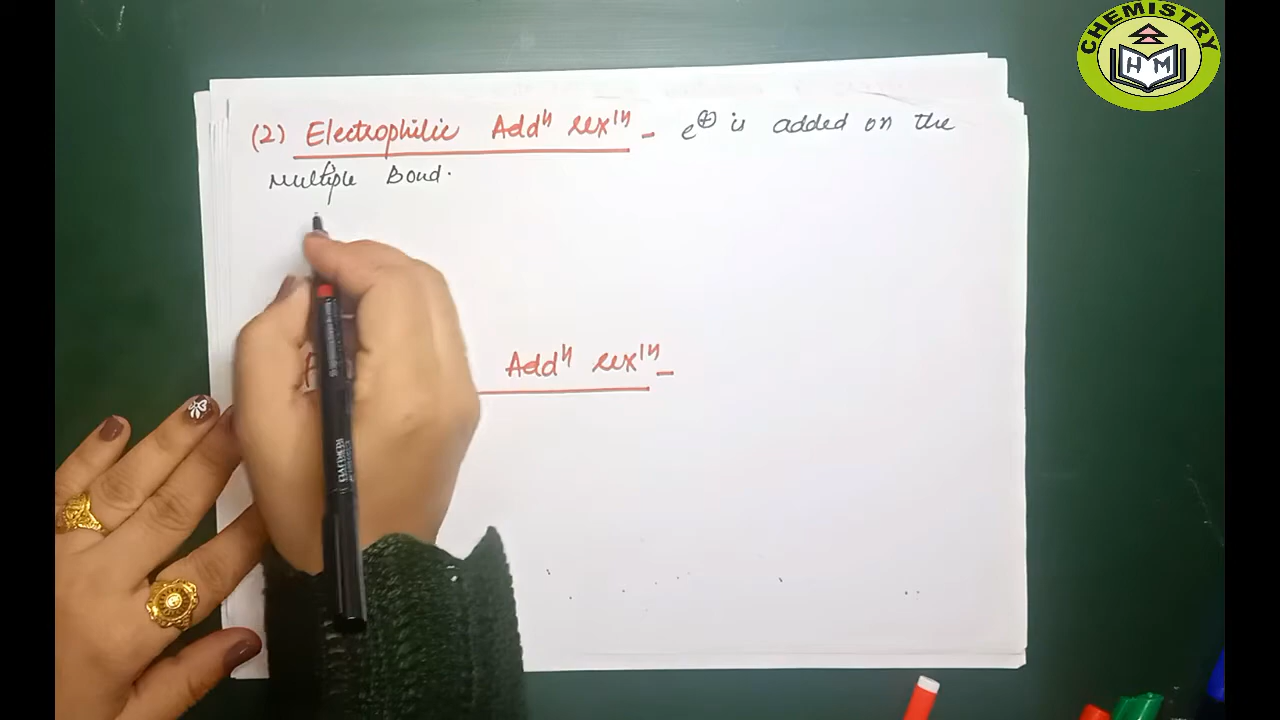 CHEMISTRY
HM
(2) Electrophilic Addⁿ rexⁿ - e⊕ is added on the
Multiple Bond.
Addⁿ rexⁿ -